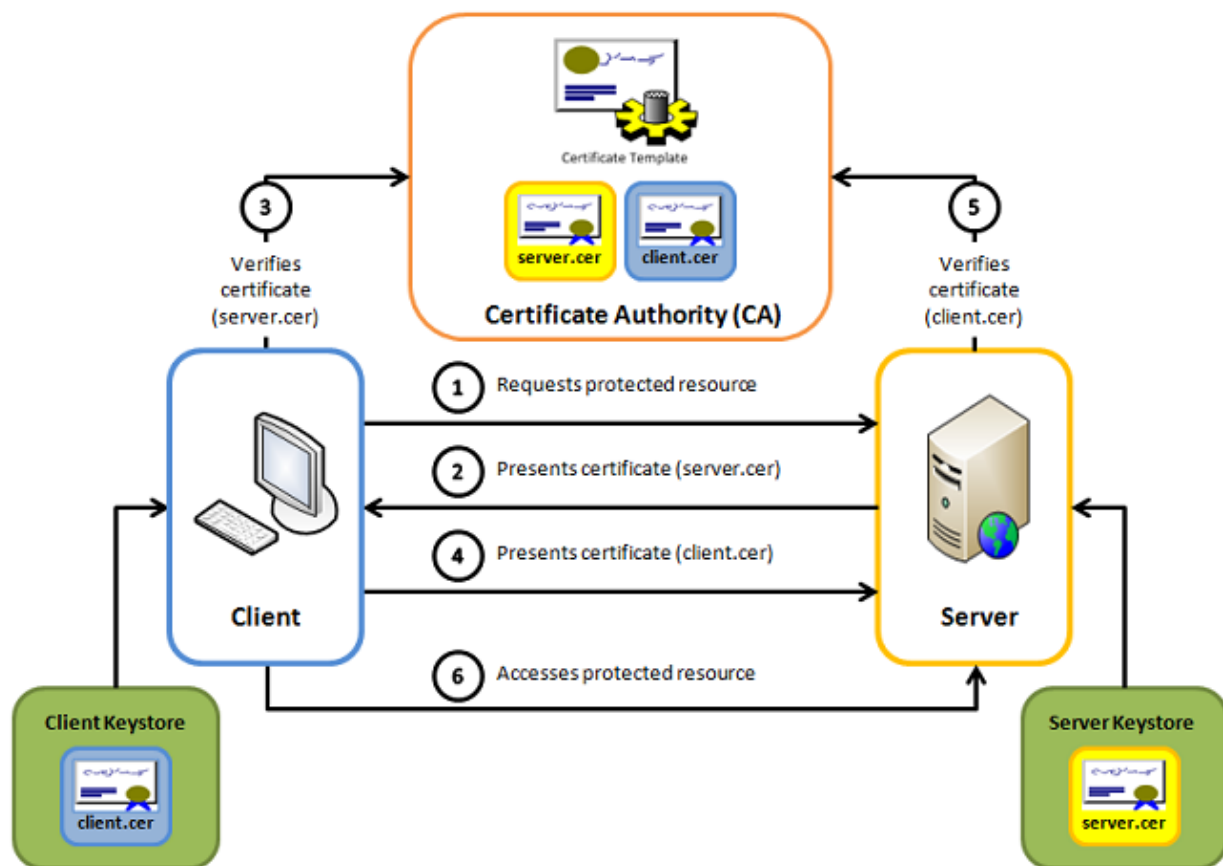 Certificate Template
server.cer
client.cer
Certificate Authority (CA)
3
Verifies
certificate
(server.cer)
5
Verifies
certificate
(client.cer)
1
Requests protected resource
2
Presents certificate (server.cer)
4
Presents certificate (client.cer)
Client
Server
6
Accesses protected resource
Client Keystore
client.cer
Server Keystore
server.cer